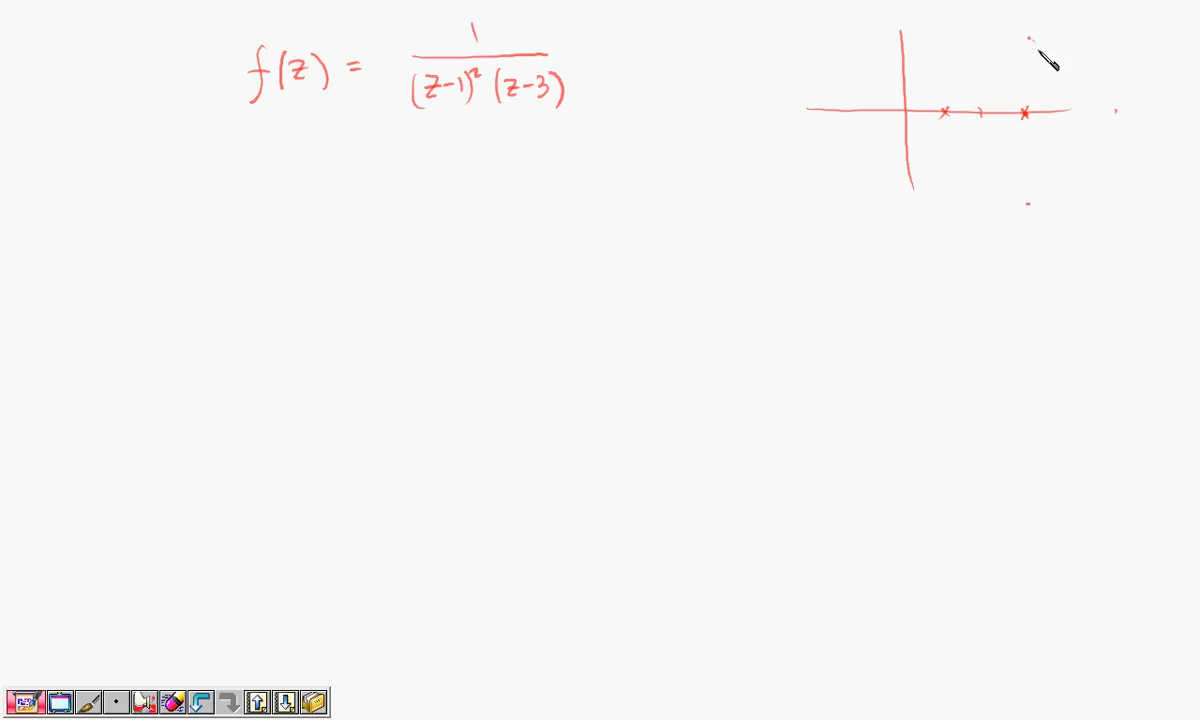 f(z) = 1 / (z-1)² (z-3)